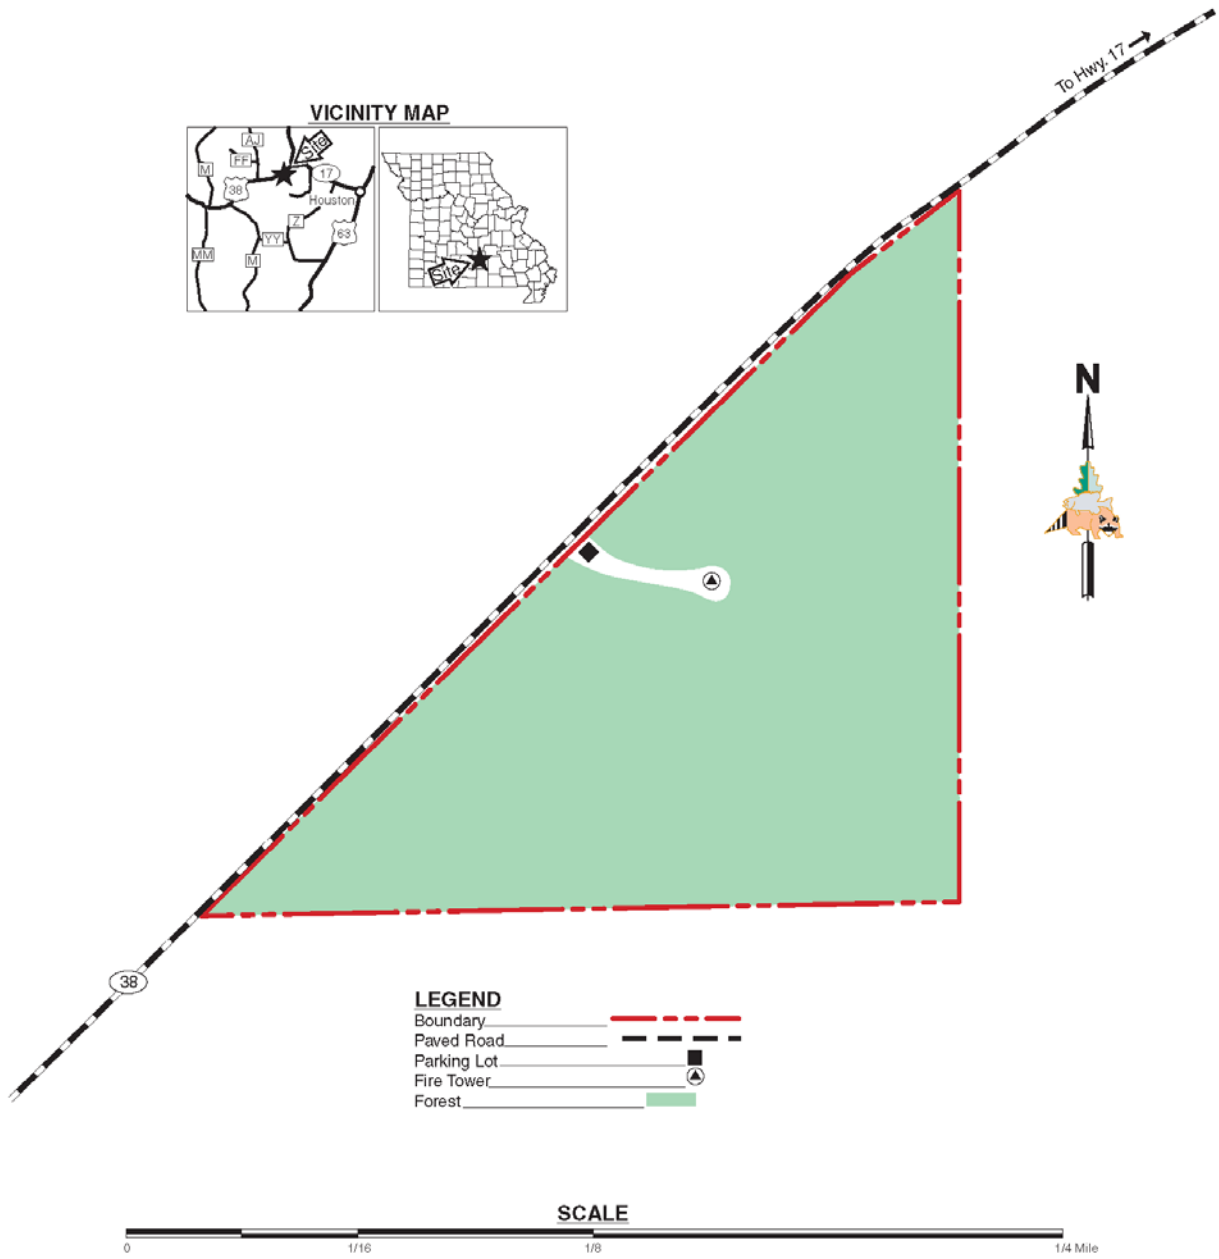 To Hwy. 17
VICINITY MAP
AJ
Site
FF
M
17
38
Houston
Z
63
YY
MM
M
Site
N
38
LEGEND
Boundary
Paved Road
Parking Lot
Fire Tower
Forest
SCALE
0 1/16 1/8 1/4 Mile